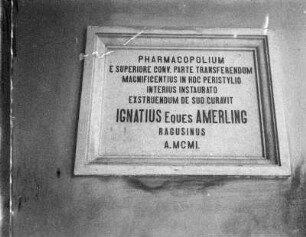 PHARMACOPOLIUM
E SUPERIORE CONV. PARTE TRANSFERENDUM
MAGNIFICENTIUS IN HOC PERISTYLIO
INTERIUS INSTAURATO
EXSTRUENDUM DE SUO CURAVIT
IGNATIUS EQUES AMERLING
RAGUSINUS
A.MCMI.